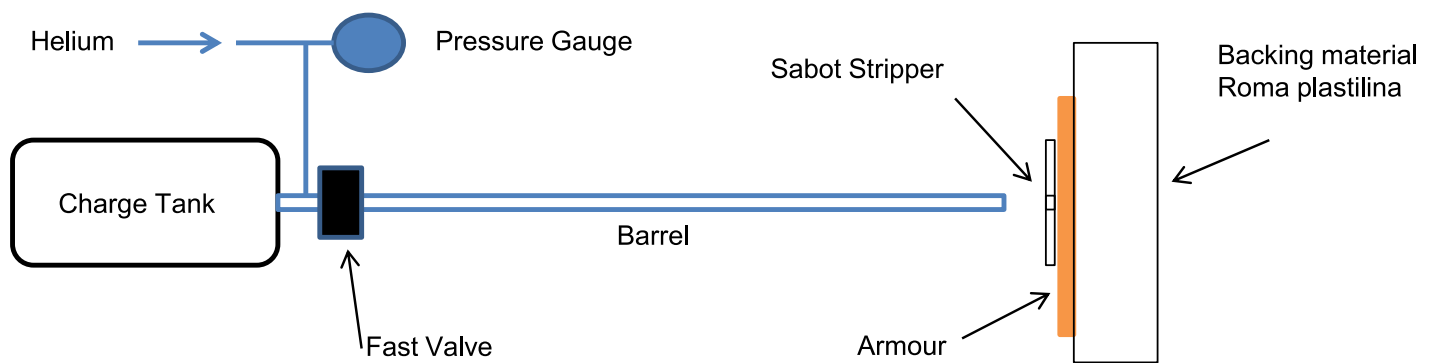 Helium
Pressure Gauge
Sabot Stripper
Backing material
Roma plastilina
Charge Tank
Barrel
Fast Valve
Armour